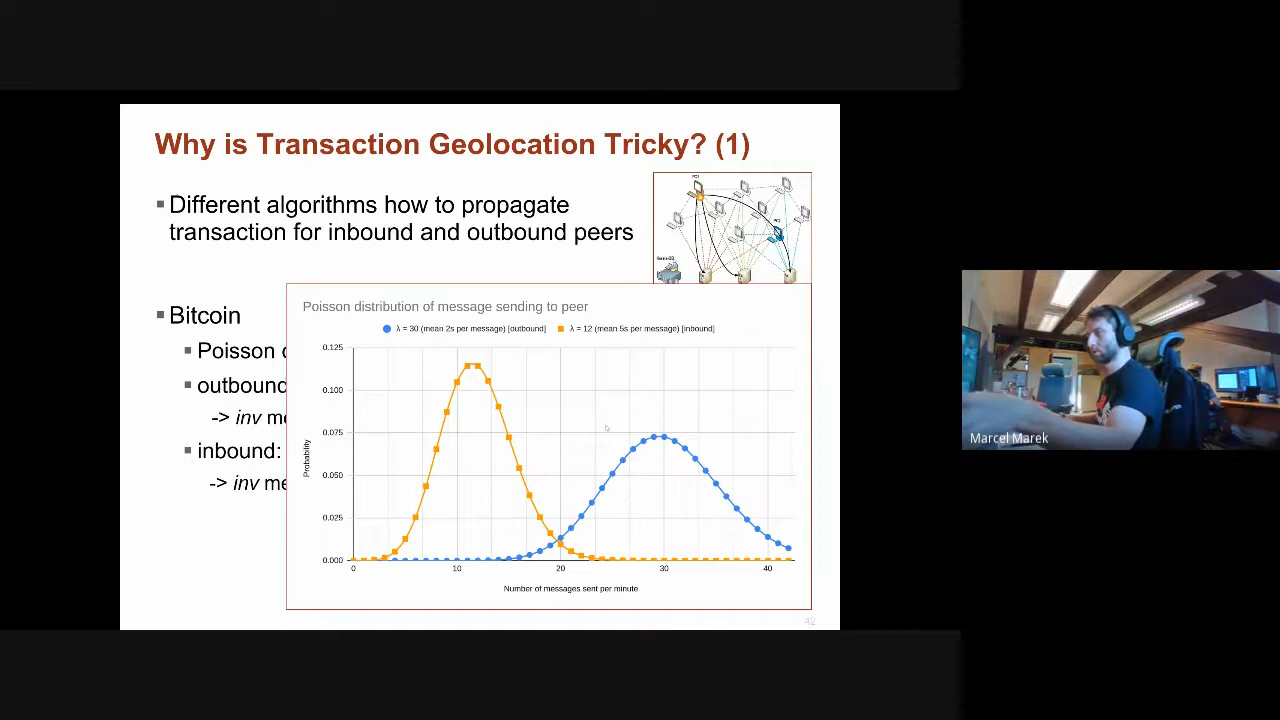 Why is Transaction Geolocation Tricky? (1)
Different algorithms how to propagate
transaction for inbound and outbound peers
PC1
PC2
Bitcoin
Poisson
outbound
-> inv
inbound:
-> inv
Poisson distribution of message sending to peer
λ = 30 (mean 2s per message) [outbound]
λ = 12 (mean 5s per message) [inbound]
0.125
0.100
0.075
0.050
0.025
0.000
Probability
0 10 20 30 40
Number of messages sent per minute
42
Marcel Marek